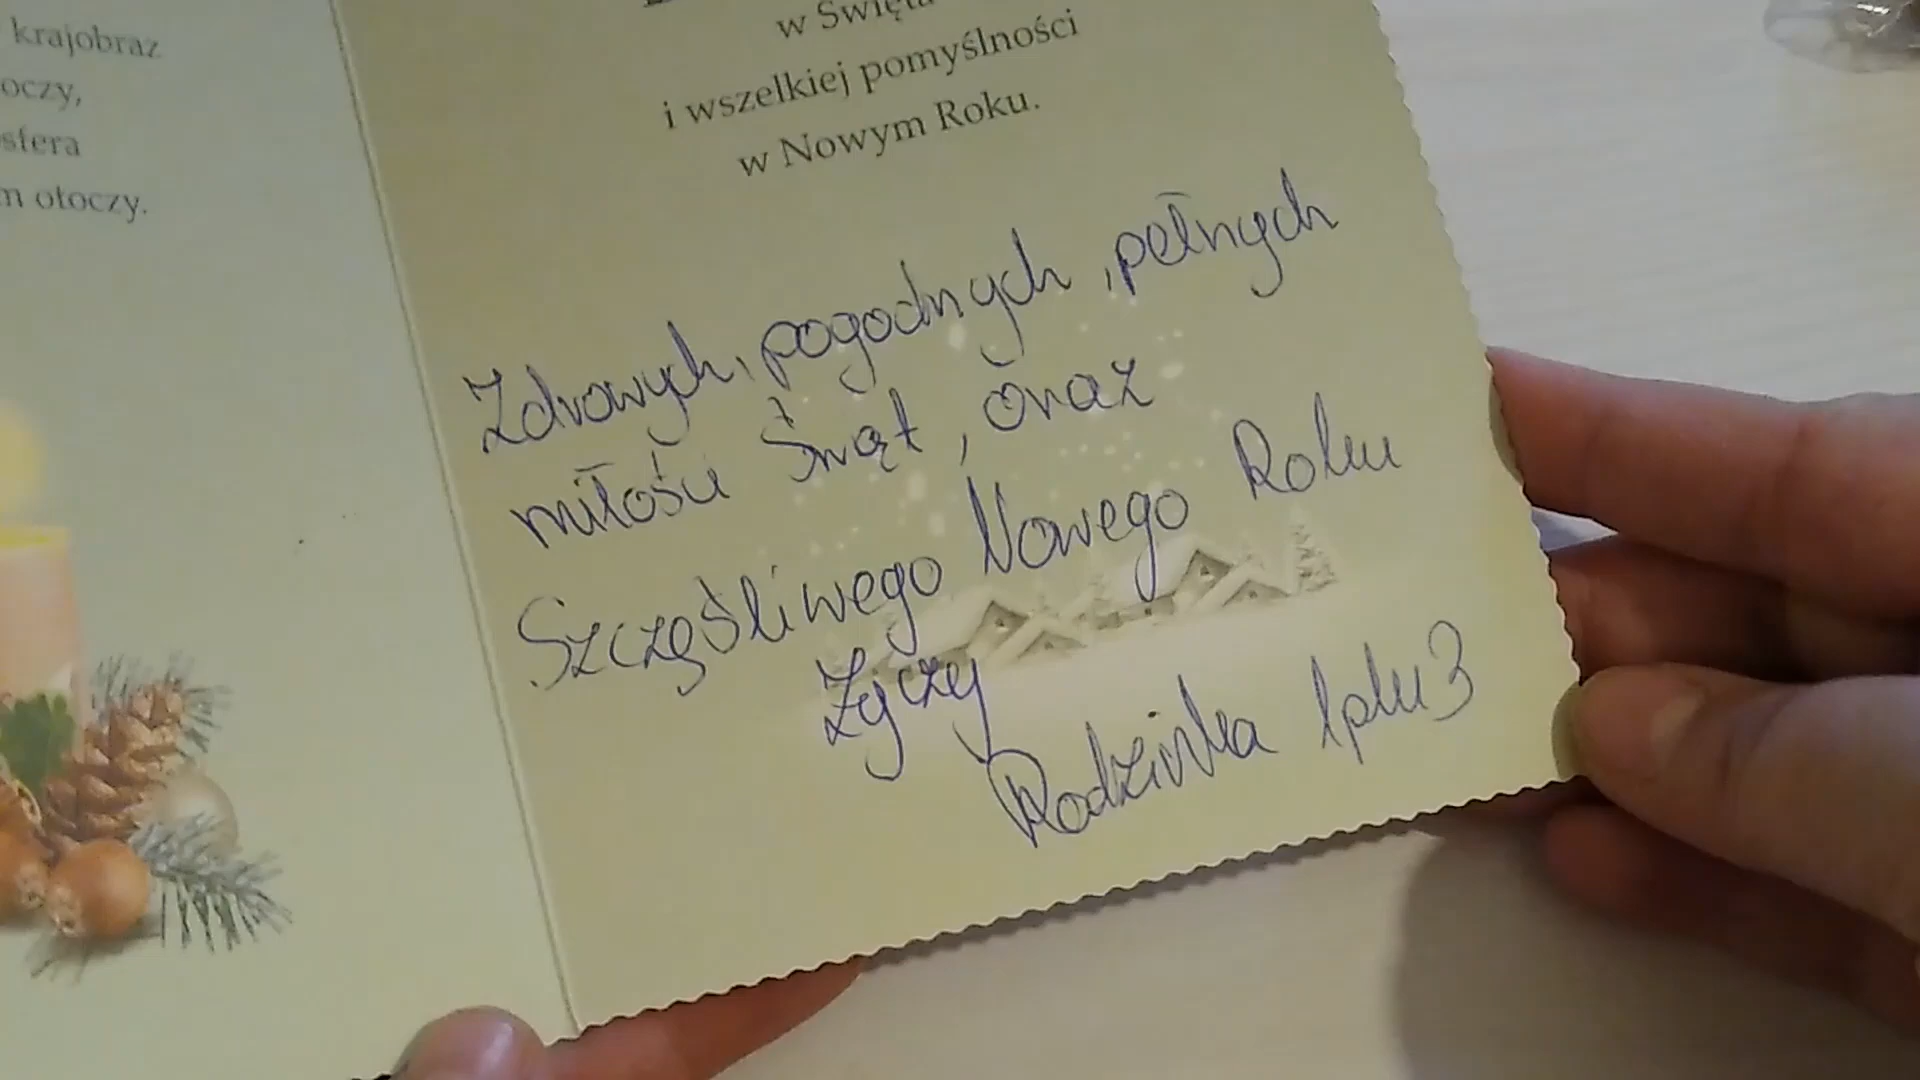 krajobraz
oczy,
sfera
m otoczy.
w Święta
i wszelkiej pomyślności
w Nowym Roku.
Zdrowych, pogodnych, pełnych
miłości Świąt, oraz
Szczęśliwego Nowego Roku
życzy
Rodzinka 1plu3